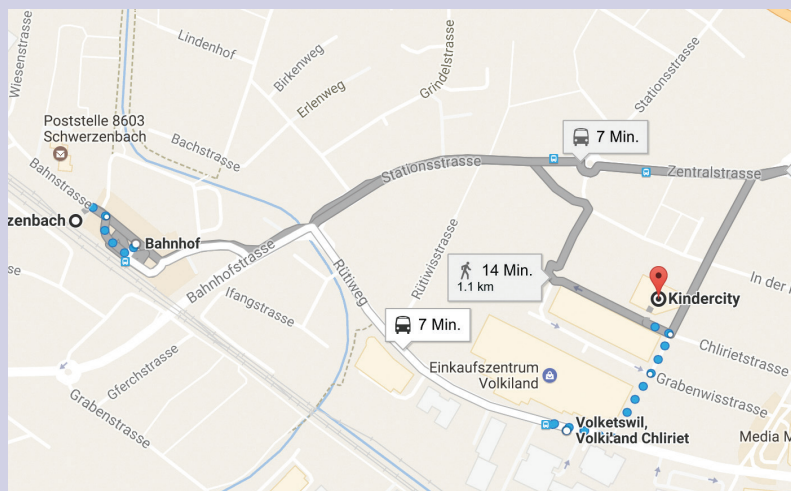 Wiesenstrasse
Lindenhof
Birkenweg
Erlenweg
Grindelstrasse
Stationsstrasse
Poststelle 8603
Schwerzenbach
Bachstrasse
7 Min.
Bahnstrasse
Stationsstrasse
Zentralstrasse
zenbach
Bahnhof
Bahnhofstrasse
Rütiweg
Rütiwisstrasse
14 Min.
1.1 km
In der
Kindercity
Ifangstrasse
7 Min.
Chlirietstrasse
Gferchstrasse
Einkaufszentrum
Volkiland
Grabenwisstrasse
Grabenstrasse
Volketswil,
Volkiland Chliriet
Media M